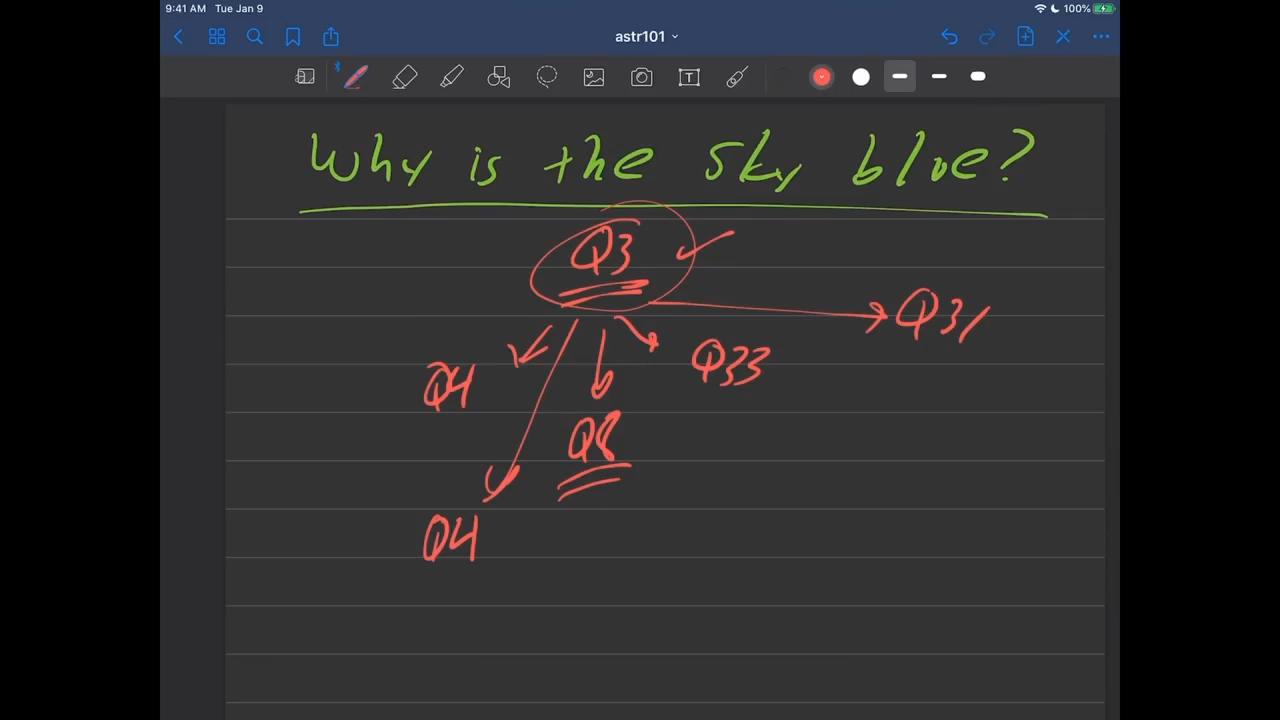 9:41 AM Tue Jan 9 100%
astr101
T
Why is the sky blue?
Q3
Q31
Q33
Q4
Q8
Q4